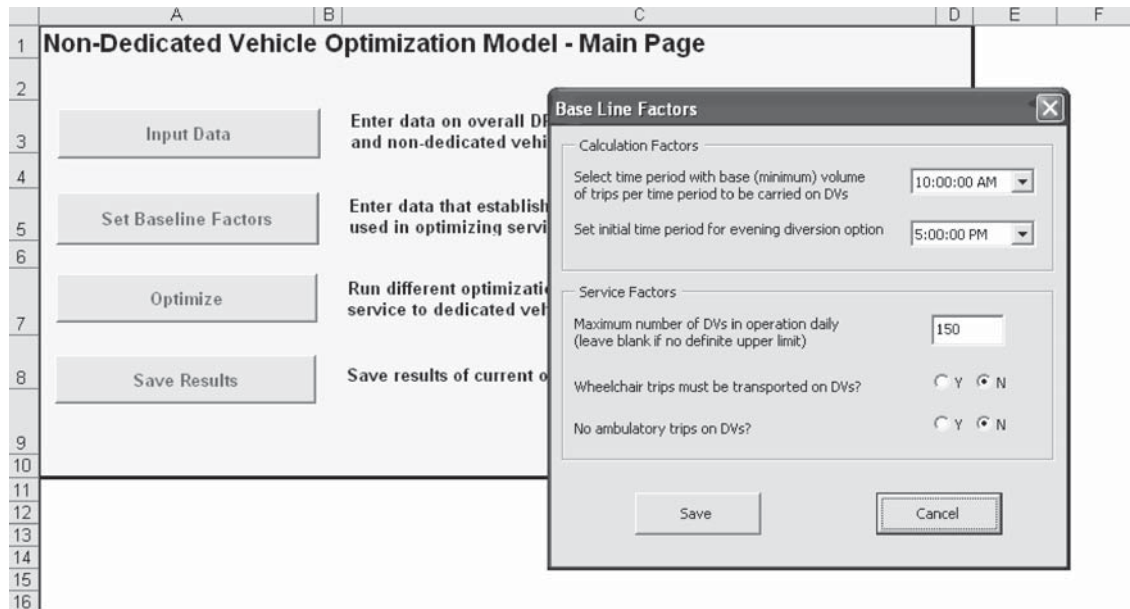 A B C D E F
1 Non-Dedicated Vehicle Optimization Model - Main Page
2
3 Input Data
Enter data on overall
and non-dedicated
4
5 Set Baseline Factors
Enter data that
used in optimizing
6
7 Optimize
Run different
service to dedicated
8 Save Results
Save results of current
9
10
11
12
13
14
15
16
Base Line Factors
Calculation Factors
Select time period with base (minimum) volume
of trips per time period to be carried on DVs
10:00:00 AM
Set initial time period for evening diversion option
5:00:00 PM
Service Factors
Maximum number of DVs in operation daily
(leave blank if no definite upper limit)
150
Wheelchair trips must be transported on DVs?
Y N
No ambulatory trips on DVs?
Y N
Save
Cancel